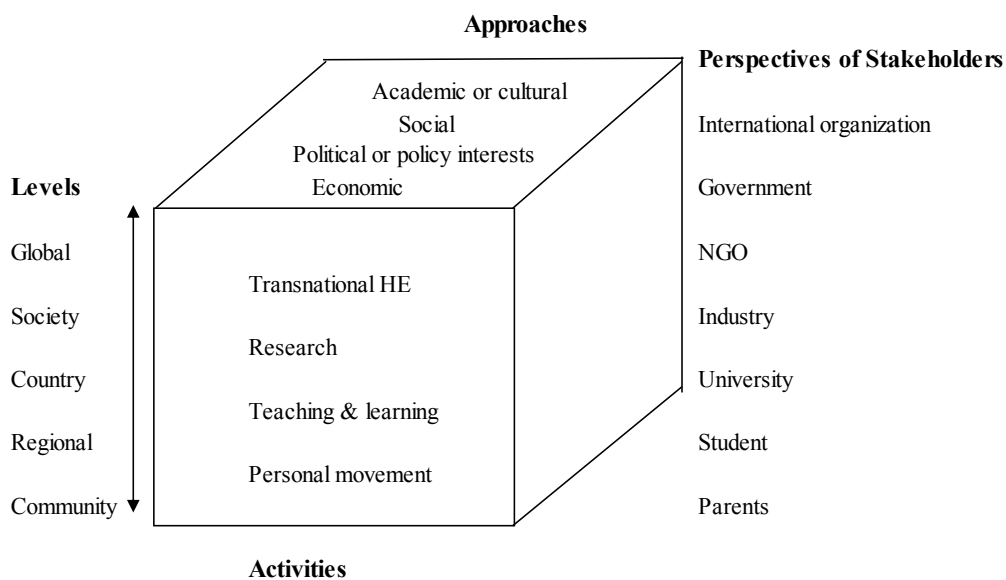 Approaches
Perspectives of Stakeholders
Academic or cultural
Social
Political or policy interests
Economic
International organization
Government
NGO
Industry
University
Student
Parents
Levels
Global
Society
Country
Regional
Community
Transnational HE
Research
Teaching & learning
Personal movement
Activities